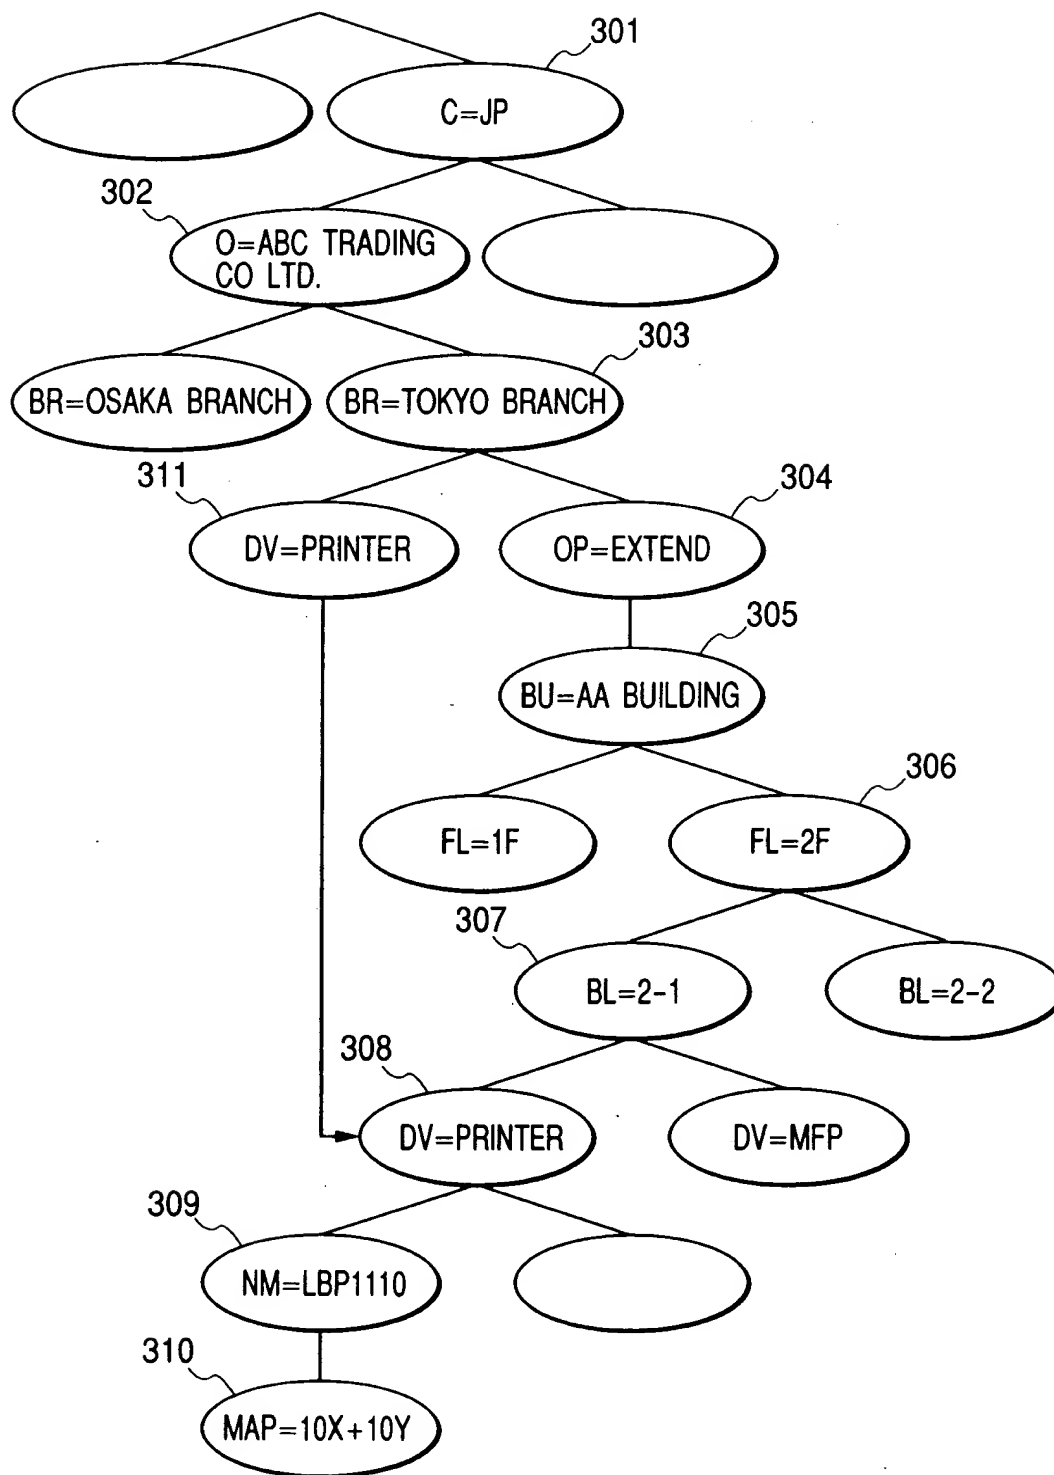 301
C=JP
302
O=ABC TRADING
CO LTD.
303
BR=OSAKA BRANCH
BR=TOKYO BRANCH
311
304
DV=PRINTER
OP=EXTEND
305
BU=AA BUILDING
306
FL=1F
FL=2F
307
BL=2-1
BL=2-2
308
DV=PRINTER
DV=MFP
309
NM=LBP1110
310
MAP=10X+10Y